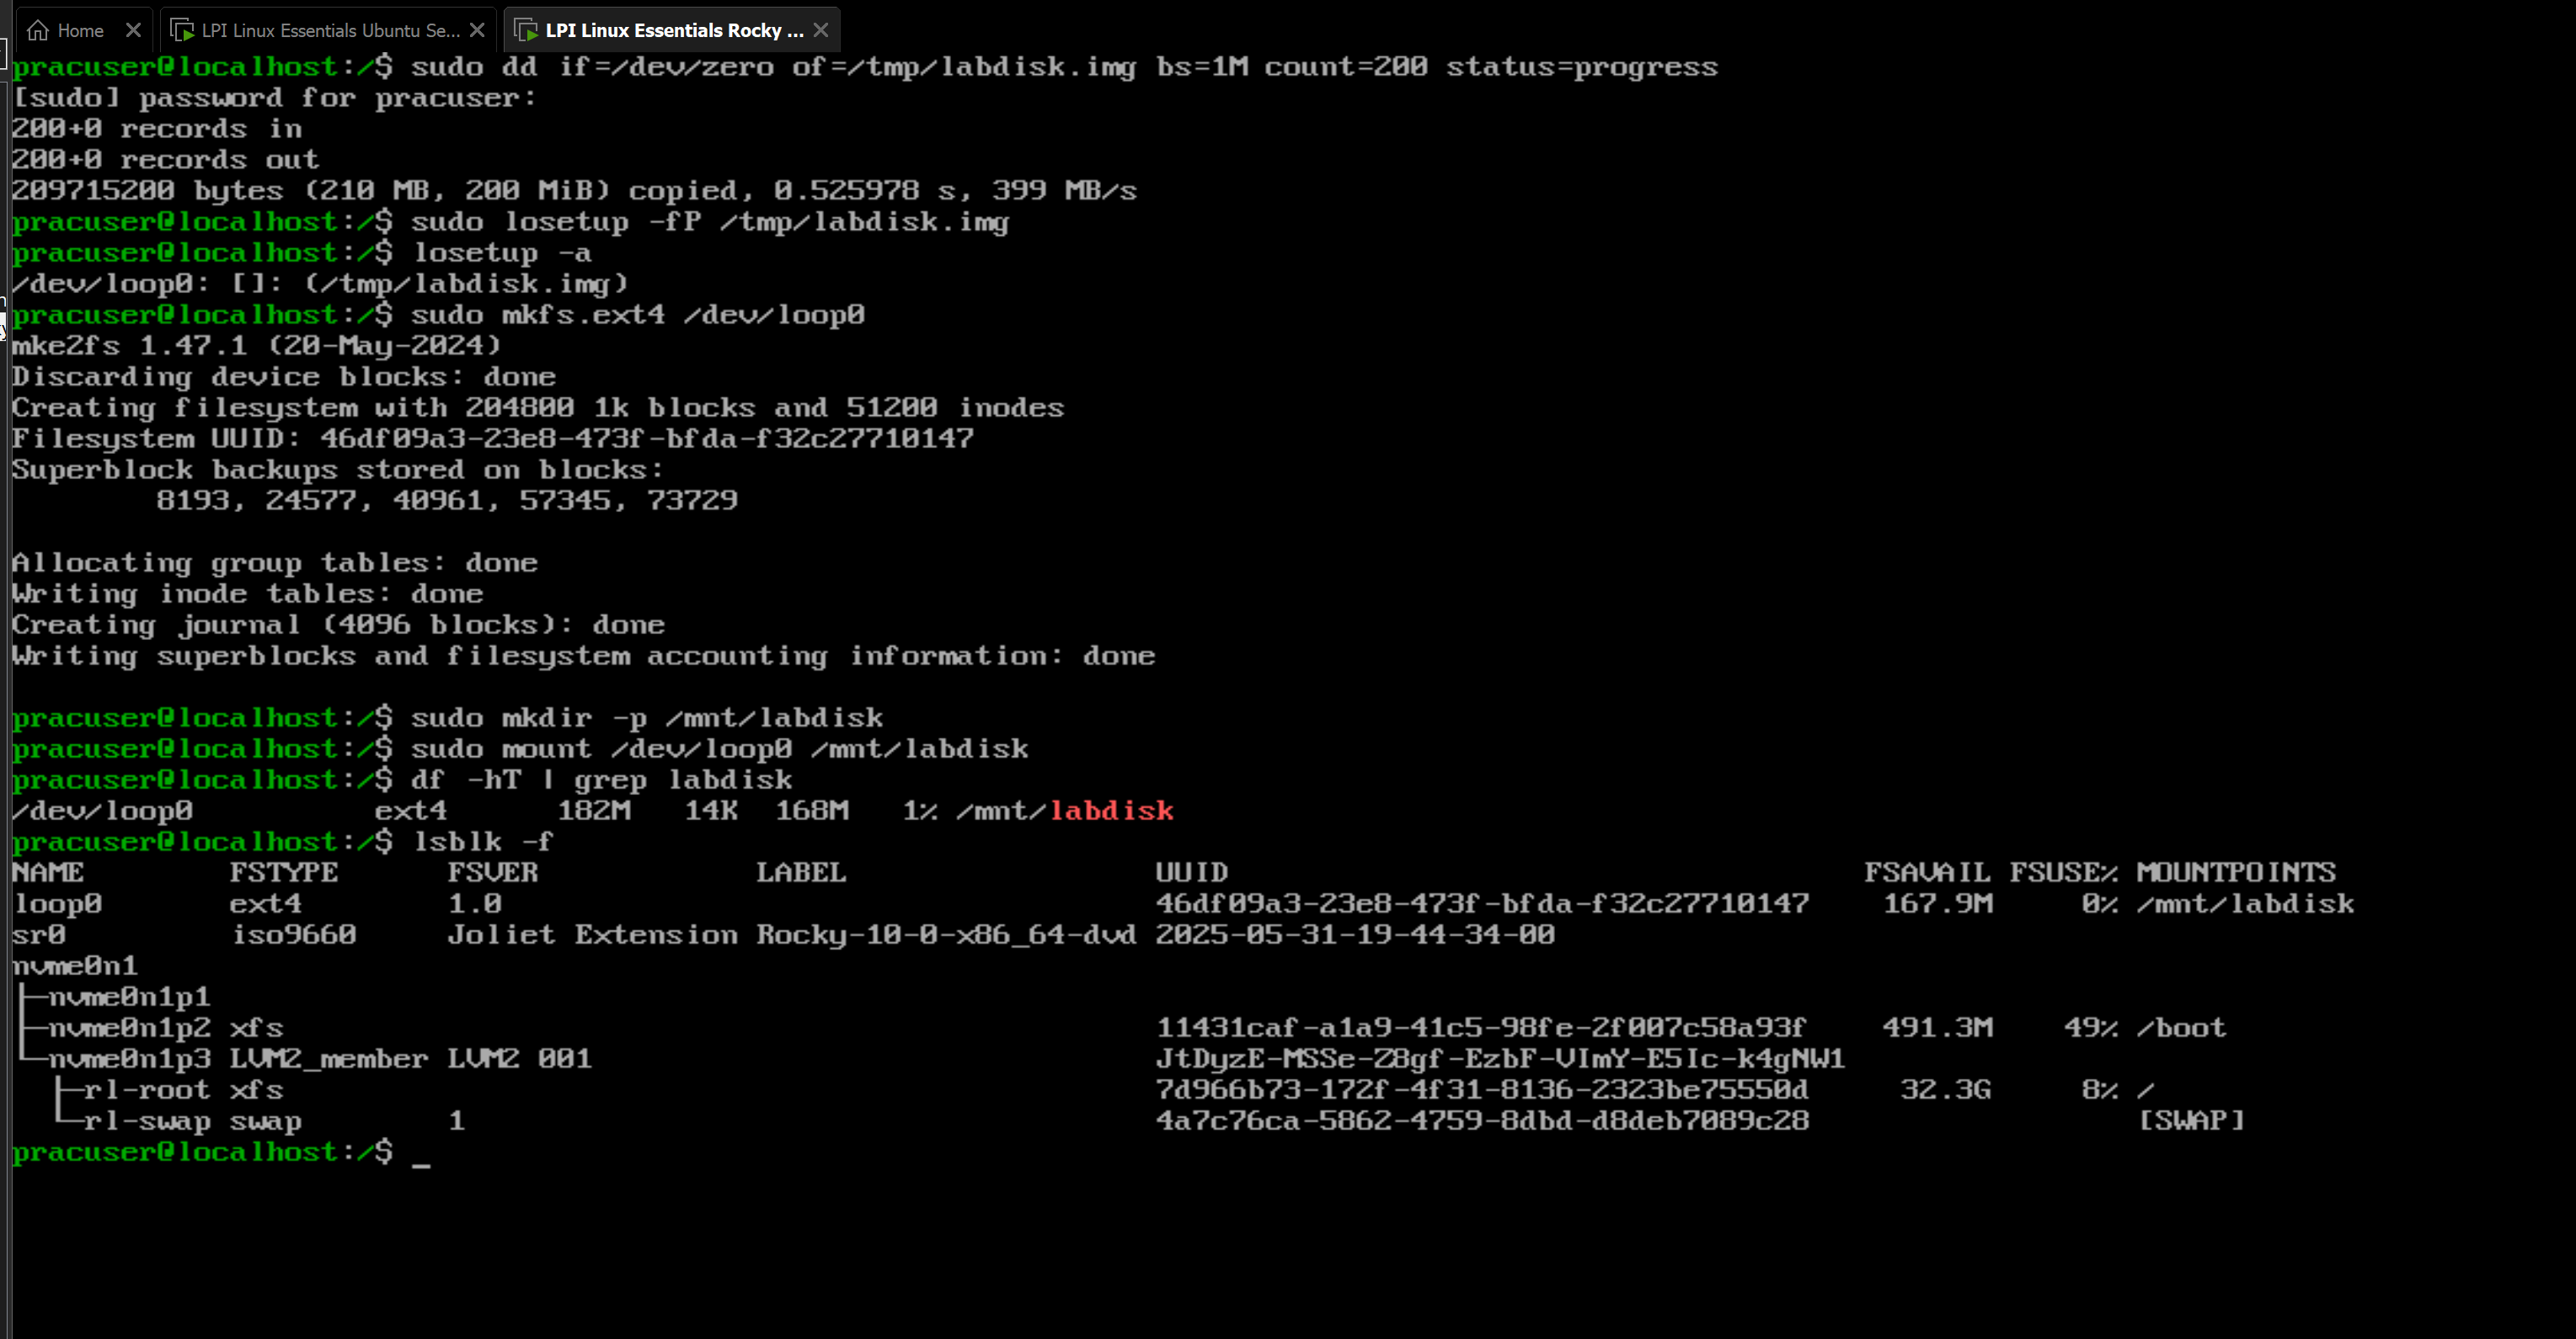 Home
LPI Linux Essentials Ubuntu Se...
LPI Linux Essentials Rocky ...
pracuser@localhost:/$ sudo dd if=/dev/zero of=/tmp/labdisk.img bs=1M count=200 status=progress
[sudo] password for pracuser:
200+0 records in
200+0 records out
209715200 bytes (210 MB, 200 MiB) copied, 0.525978 s, 399 MB/s
pracuser@localhost:/$ sudo losetup -fP /tmp/labdisk.img
pracuser@localhost:/$ losetup -a
/dev/loop0: []: (/tmp/labdisk.img)
pracuser@localhost:/$ sudo mkfs.ext4 /dev/loop0
mke2fs 1.47.1 (20-May-2024)
Discarding device blocks: done
Creating filesystem with 204800 1k blocks and 51200 inodes
Filesystem UUID: 46df09a3-23e8-473f-bfda-f32c27710147
Superblock backups stored on blocks:
        8193, 24577, 40961, 57345, 73729
Allocating group tables: done
Writing inode tables: done
Creating journal (4096 blocks): done
Writing superblocks and filesystem accounting information: done
pracuser@localhost:/$ sudo mkdir -p /mnt/labdisk
pracuser@localhost:/$ sudo mount /dev/loop0 /mnt/labdisk
pracuser@localhost:/$ df -hT | grep labdisk
/dev/loop0          ext4      182M   14K  168M   1% /mnt/labdisk
pracuser@localhost:/$ lsblk -f
NAME        FSTYPE      FSVER            LABEL                 UUID                                   FSAVAIL FSUSE% MOUNTPOINTS
loop0       ext4        1.0                                    46df09a3-23e8-473f-bfda-f32c27710147    167.9M     0% /mnt/labdisk
sr0         iso9660     Joliet Extension Rocky-10-0-x86_64-dvd 2025-05-31-19-44-34-00
nvme0n1
├─nvme0n1p1
├─nvme0n1p2 xfs                                                11431caf-a1a9-41c5-98fe-2f007c58a93f    491.3M    49% /boot
└─nvme0n1p3 LVM2_member LVM2 001                               JtDyzE-MSSe-Z8gf-EzbF-VImY-E5Ic-k4gNW1
  ├─rl-root xfs                                                7d966b73-172f-4f31-8136-2323be75550d     32.3G     8% /
  └─rl-swap swap        1                                      4a7c76ca-5862-4759-8dbd-d8deb7089c28                  [SWAP]
pracuser@localhost:/$ _